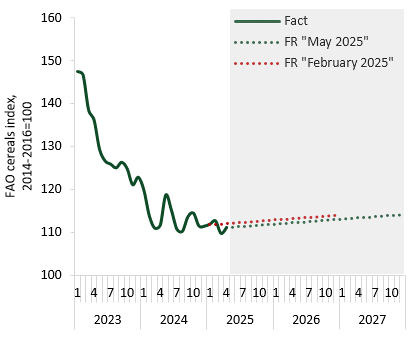 160
150
140
130
120
110
100
FAO cereals index,
2014-2016=100
Fact
FR "May 2025"
FR "February 2025"
1 4 7 10 1 4 7 10 1 4 7 10 1 4 7 10 1 4 7 10
2023 2024 2025 2026 2027